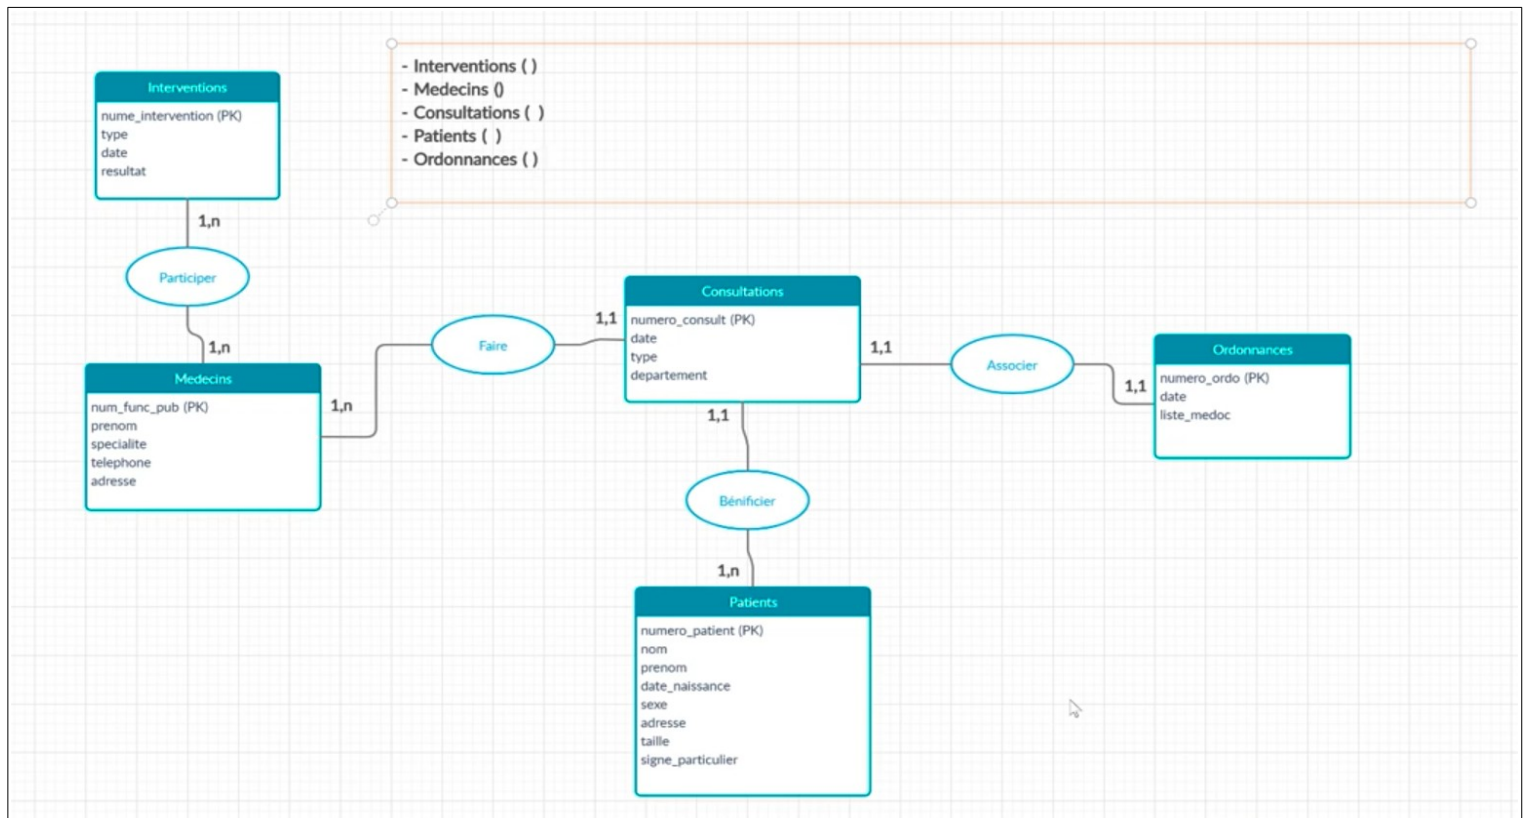 - Interventions ( )
- Medecins ()
- Consultations ( )
- Patients ( )
- Ordonnances ( )
Interventions
nume_intervention (PK)
type
date
resultat
1,n
Participer
1,n
Medecins
num_func_pub (PK)
prenom
specialite
telephone
adresse
1,n
Faire
1,1
Consultations
numero_consult (PK)
date
type
departement
1,1
Associer
1,1
Ordonnances
numero_ordo (PK)
date
liste_medoc
1,1
Bénificier
1,n
Patients
numero_patient (PK)
nom
prenom
date_naissance
sexe
adresse
taille
signe_particulier